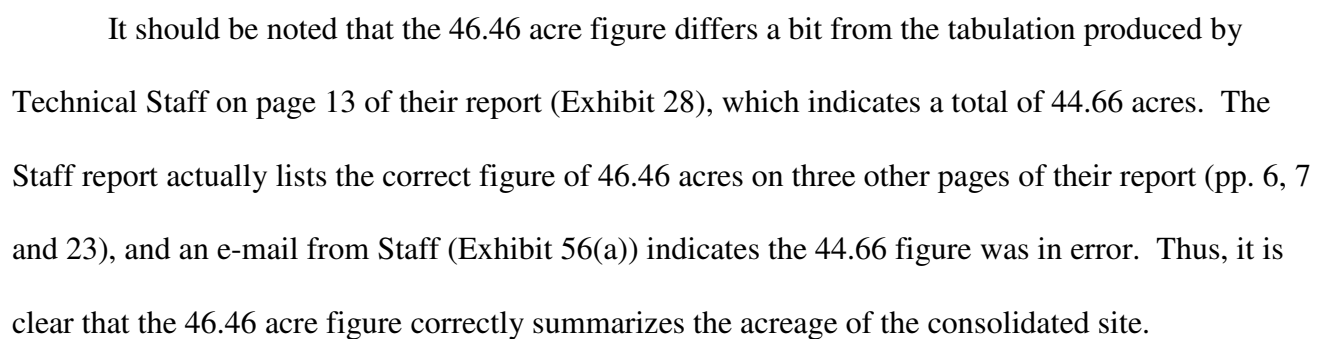 It should be noted that the 46.46 acre figure differs a bit from the tabulation produced by
Technical Staff on page 13 of their report (Exhibit 28), which indicates a total of 44.66 acres.  The
Staff report actually lists the correct figure of 46.46 acres on three other pages of their report (pp. 6, 7
and 23), and an e-mail from Staff (Exhibit 56(a)) indicates the 44.66 figure was in error.  Thus, it is
clear that the 46.46 acre figure correctly summarizes the acreage of the consolidated site.